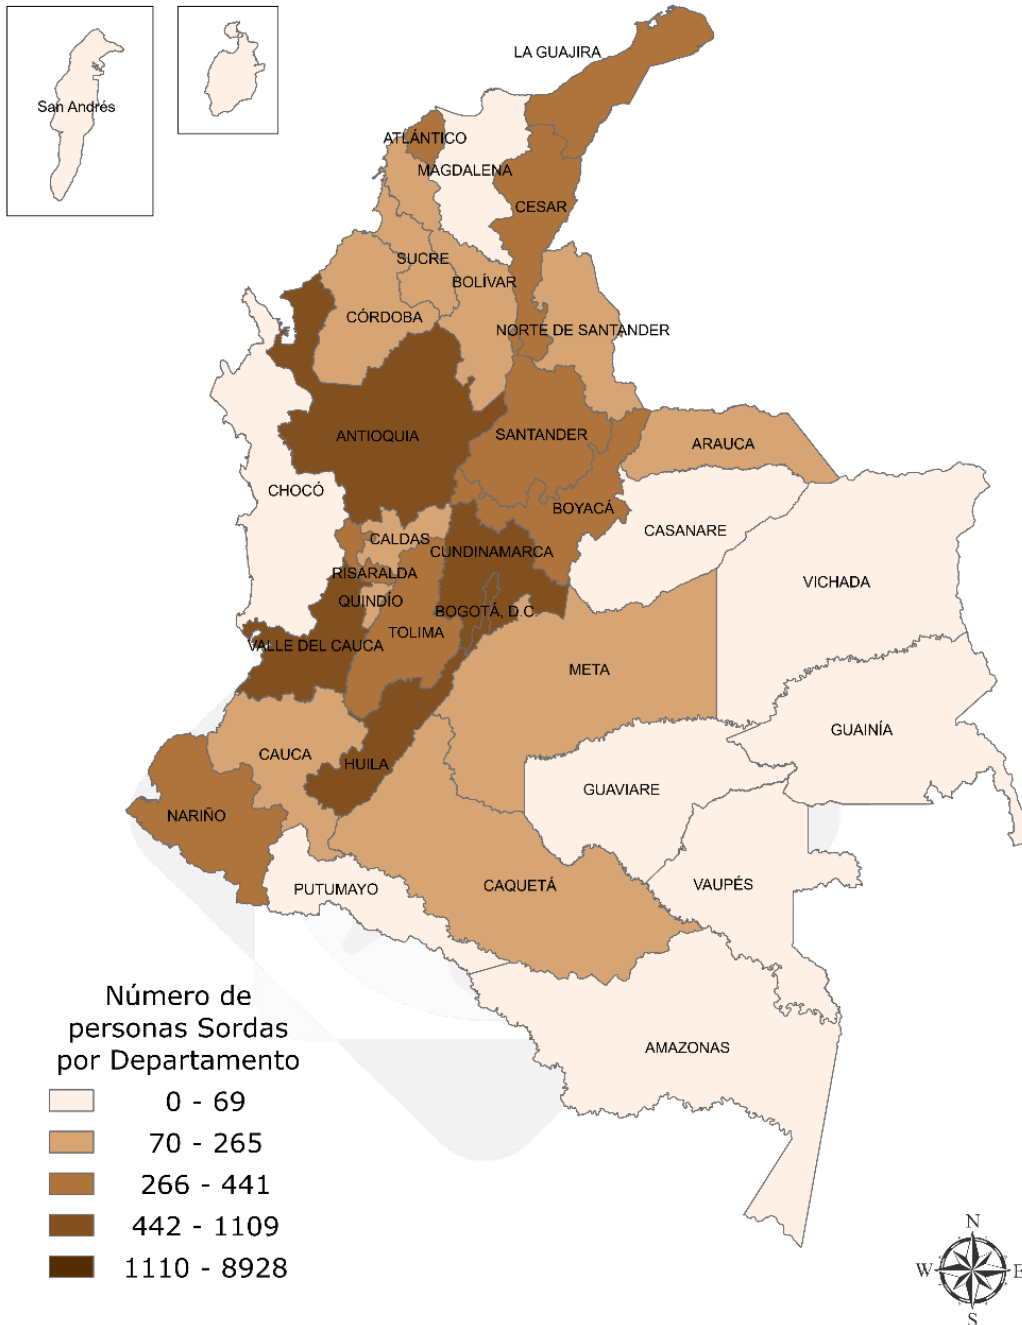 San Andrés
LA GUAJIRA
ATLÁNTICO
MAGDALENA
CESAR
SUCRE
BOLÍVAR
CÓRDOBA
NORTE DE SANTANDER
ANTIOQUIA
SANTANDER
ARAUCA
CHOCÓ
BOYACÁ
CASANARE
CALDAS
CUNDINAMARCA
RISARALDA
VICHADA
QUINDÍO
BOGOTÁ, D.C
TOLIMA
VALLE DEL CAUCA
META
GUAINÍA
CAUCA
HUILA
GUAVIARE
NARIÑO
PUTUMAYO
CAQUETÁ
VAUPÉS
AMAZONAS
Número de
personas Sordas
por Departamento
0 - 69
70 - 265
266 - 441
442 - 1109
1110 - 8928
N
W E
S